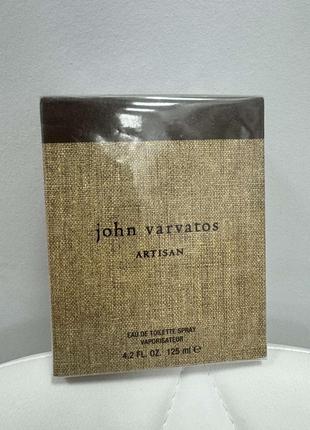 john varvatos
ARTISAN
EAU DE TOILETTE SPRAY
VAPORISATEUR
4.2 FL. OZ. 125 ml ℮